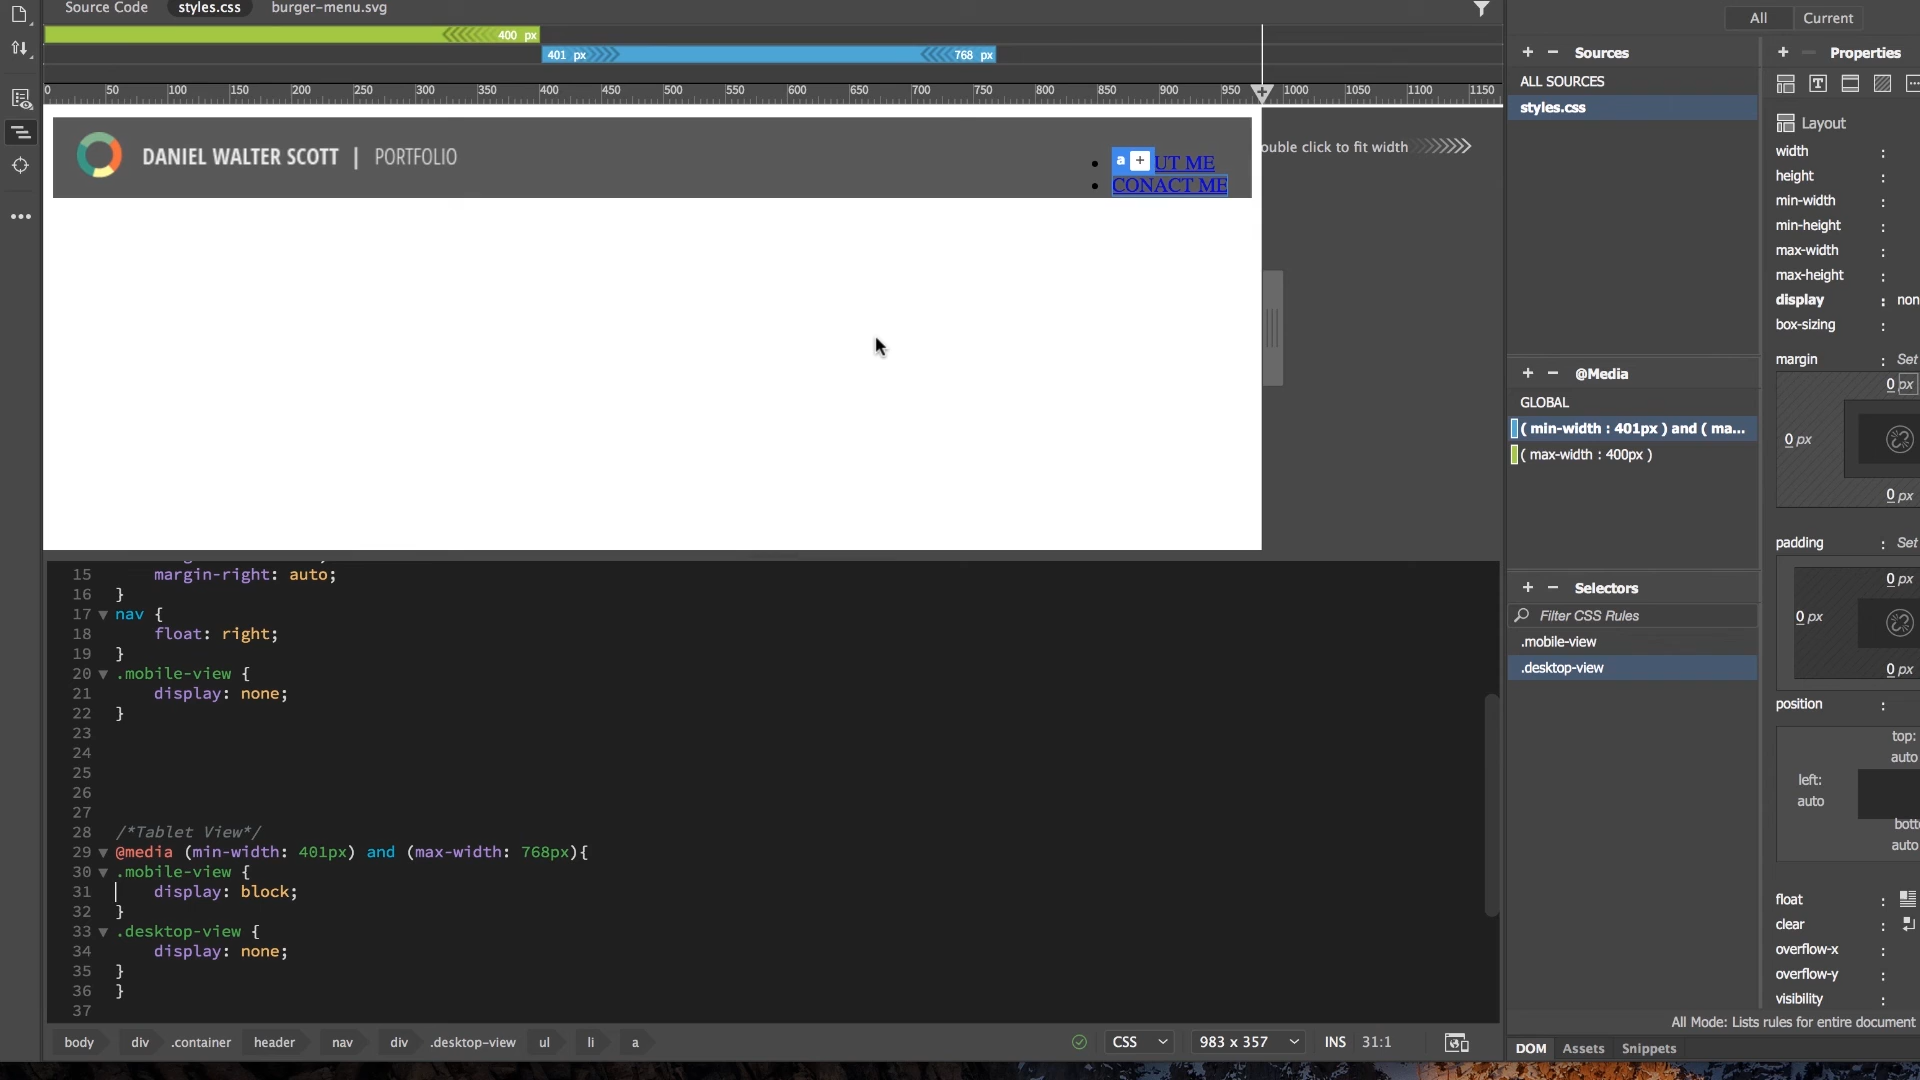 Source Code styles.css burger-menu.svg
400 px
401 px 768 px
0 50 100 150 200 250 300 350 400 450 500 550 600 650 700 750 800 850 900 950 1000 1050 1100 1150
DANIEL WALTER SCOTT | PORTFOLIO
a + UT ME
CONACT ME
ouble click to fit width
15 margin-right: auto;
16 }
17 nav {
18 float: right;
19 }
20 .mobile-view {
21 display: none;
22 }
23
24
25
26
27
28 /*Tablet View*/
29 @media (min-width: 401px) and (max-width: 768px){
30 .mobile-view {
31 display: block;
32 }
33 .desktop-view {
34 display: none;
35 }
36 }
37
body div .container header nav div .desktop-view ul li a
CSS 983 x 357 INS 31:1
All Current
+ − Sources
ALL SOURCES
styles.css
+ − @Media
GLOBAL
( min-width : 401px ) and ( ma...
( max-width : 400px )
+ − Selectors
Filter CSS Rules
.mobile-view
.desktop-view
+ − Properties
T
Layout
width :
height :
min-width :
min-height :
max-width :
max-height :
display : non
box-sizing :
margin : Set
0 px
0 px
0 px
padding : Set
0 px
0 px
0 px
position :
top:
auto
left:
auto
bott
auto
float :
clear :
overflow-x :
overflow-y :
visibility :
All Mode: Lists rules for entire document
DOM Assets Snippets